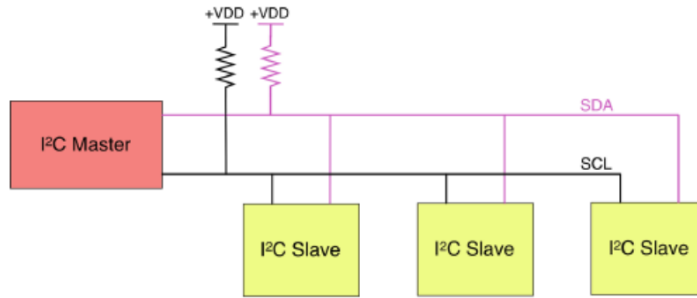 +VDD
+VDD
SDA
I²C Master
SCL
I²C Slave
I²C Slave
I²C Slave